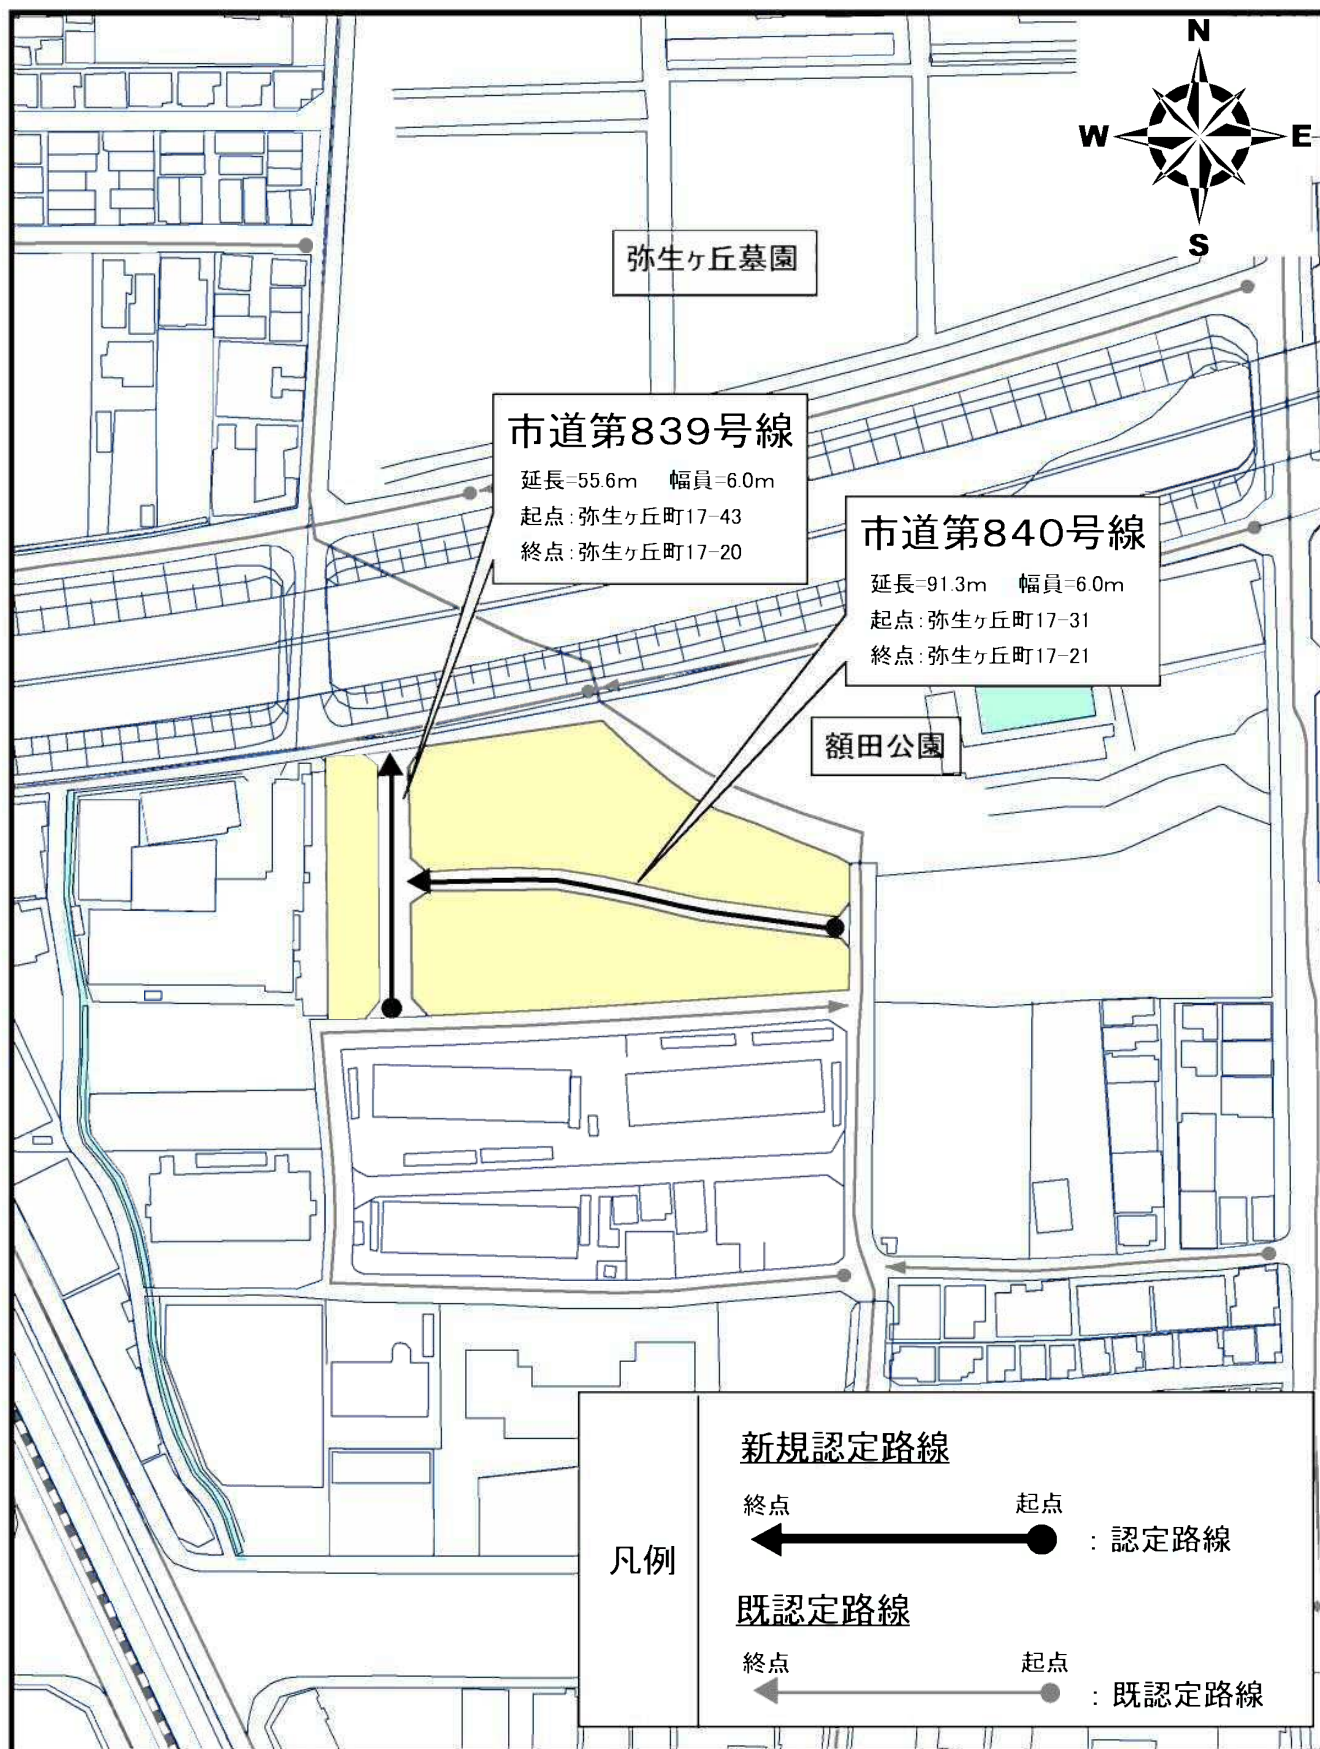 N
W
E
S
弥生ヶ丘墓園
市道第839号線
延長=55.6m 幅員=6.0m
起点:弥生ヶ丘町17-43
終点:弥生ヶ丘町17-20
市道第840号線
延長=91.3m 幅員=6.0m
起点:弥生ヶ丘町17-31
終点:弥生ヶ丘町17-21
額田公園
凡例
新規認定路線
終点 起点
:認定路線
既認定路線
終点 起点
:既認定路線